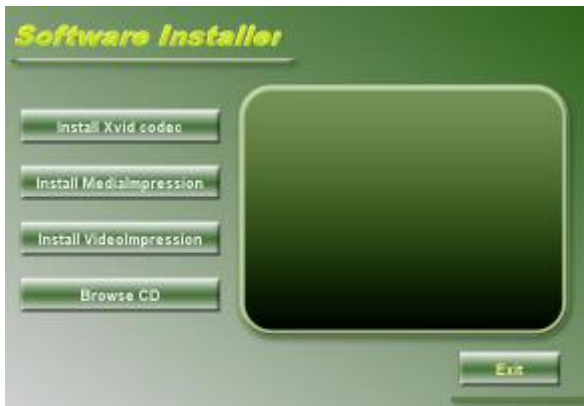 Software Installer
Install Xvid codec
Install MediaImpression
Install VideoImpression
Browse CD
Exit